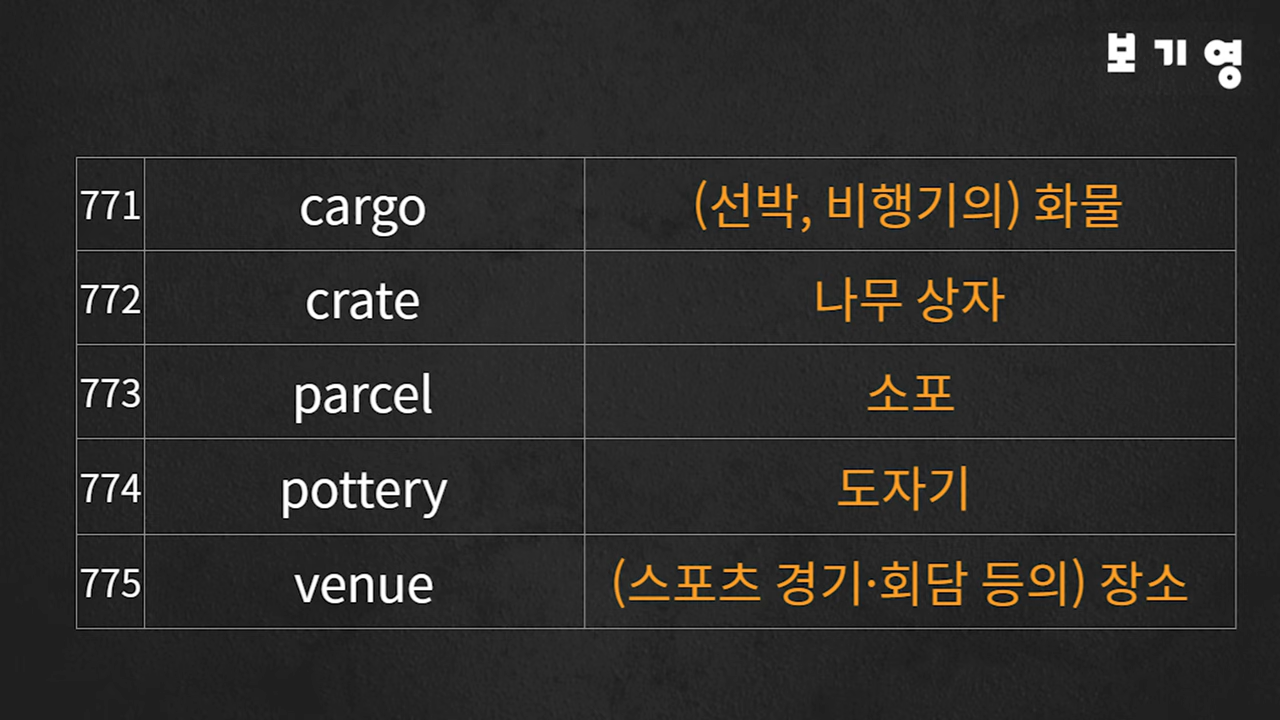 보기영
771 cargo (선박, 비행기의) 화물
772 crate 나무 상자
773 parcel 소포
774 pottery 도자기
775 venue (스포츠 경기·회담 등의) 장소